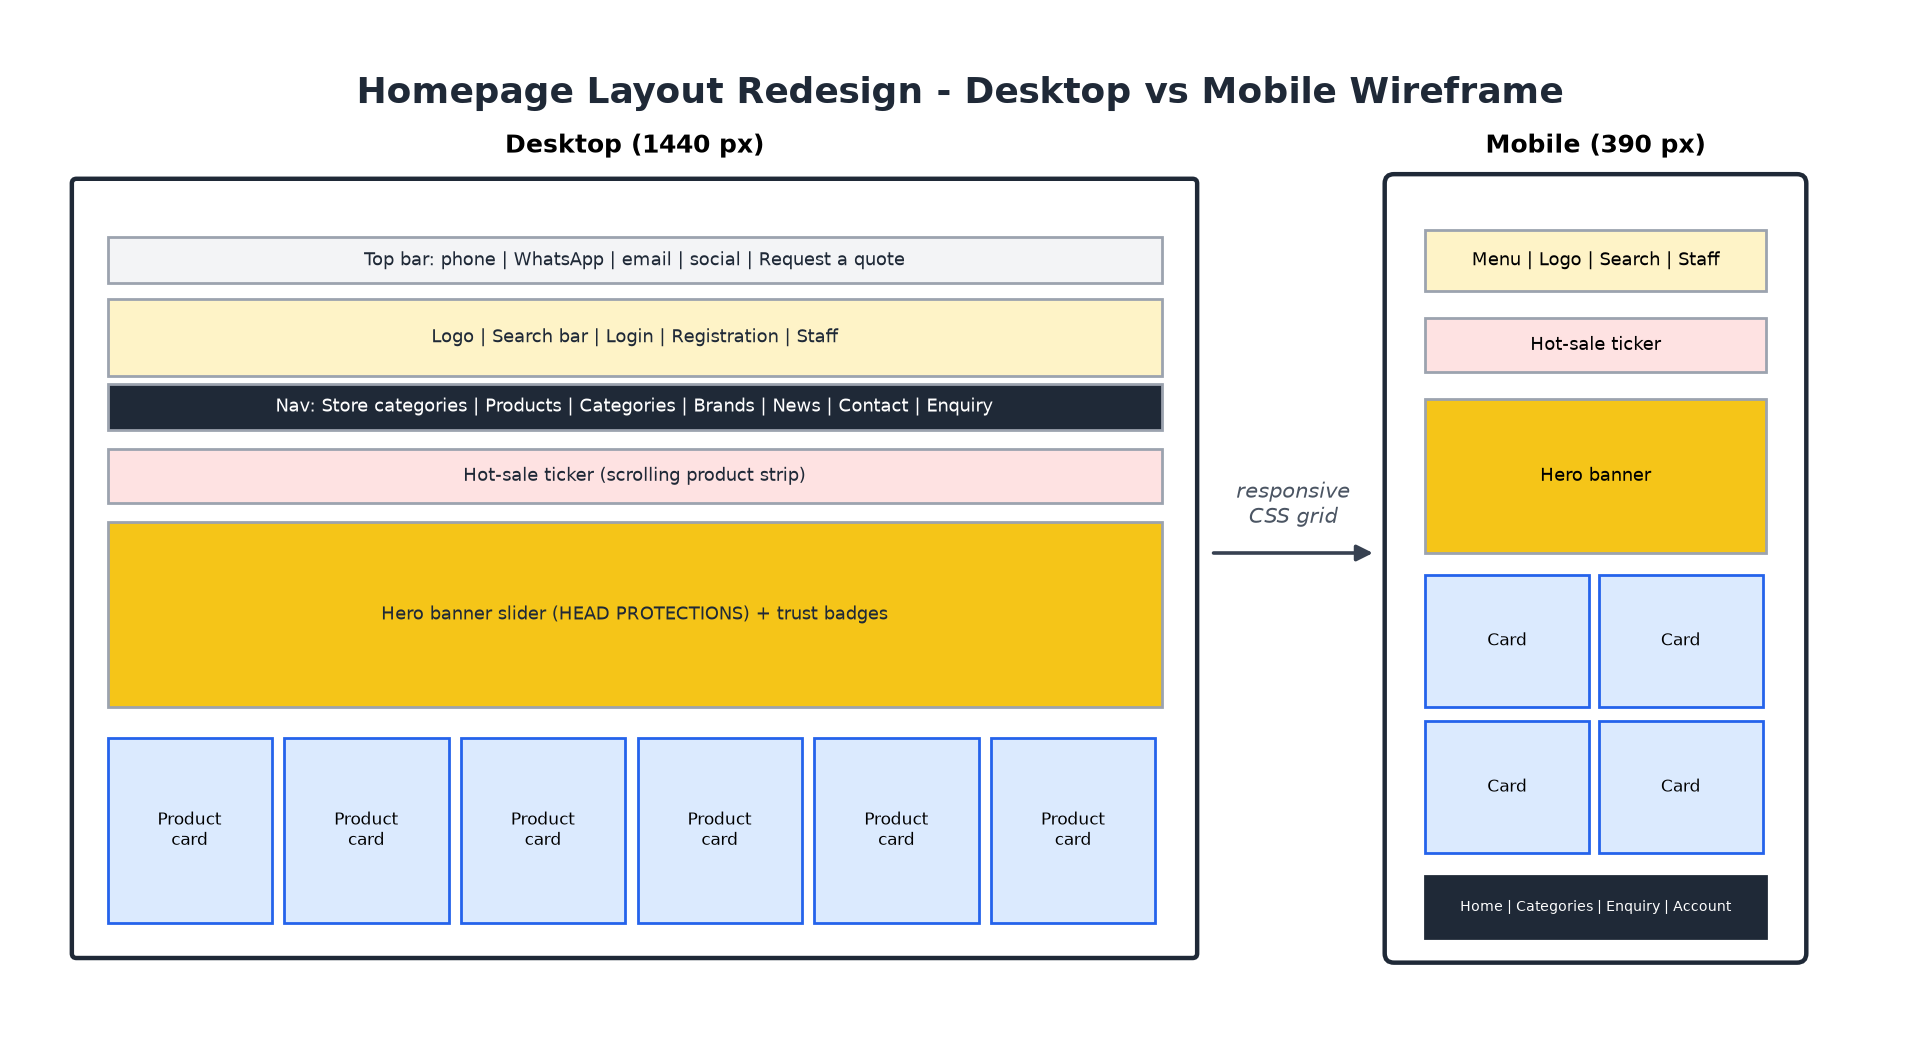 Homepage Layout Redesign - Desktop vs Mobile Wireframe
Desktop (1440 px)
Top bar: phone | WhatsApp | email | social | Request a quote
Logo | Search bar | Login | Registration | Staff
Nav: Store categories | Products | Categories | Brands | News | Contact | Enquiry
Hot-sale ticker (scrolling product strip)
Hero banner slider (HEAD PROTECTIONS) + trust badges
Product
card
Product
card
Product
card
Product
card
Product
card
Product
card
responsive
CSS grid
Mobile (390 px)
Menu | Logo | Search | Staff
Hot-sale ticker
Hero banner
Card
Card
Card
Card
Home | Categories | Enquiry | Account